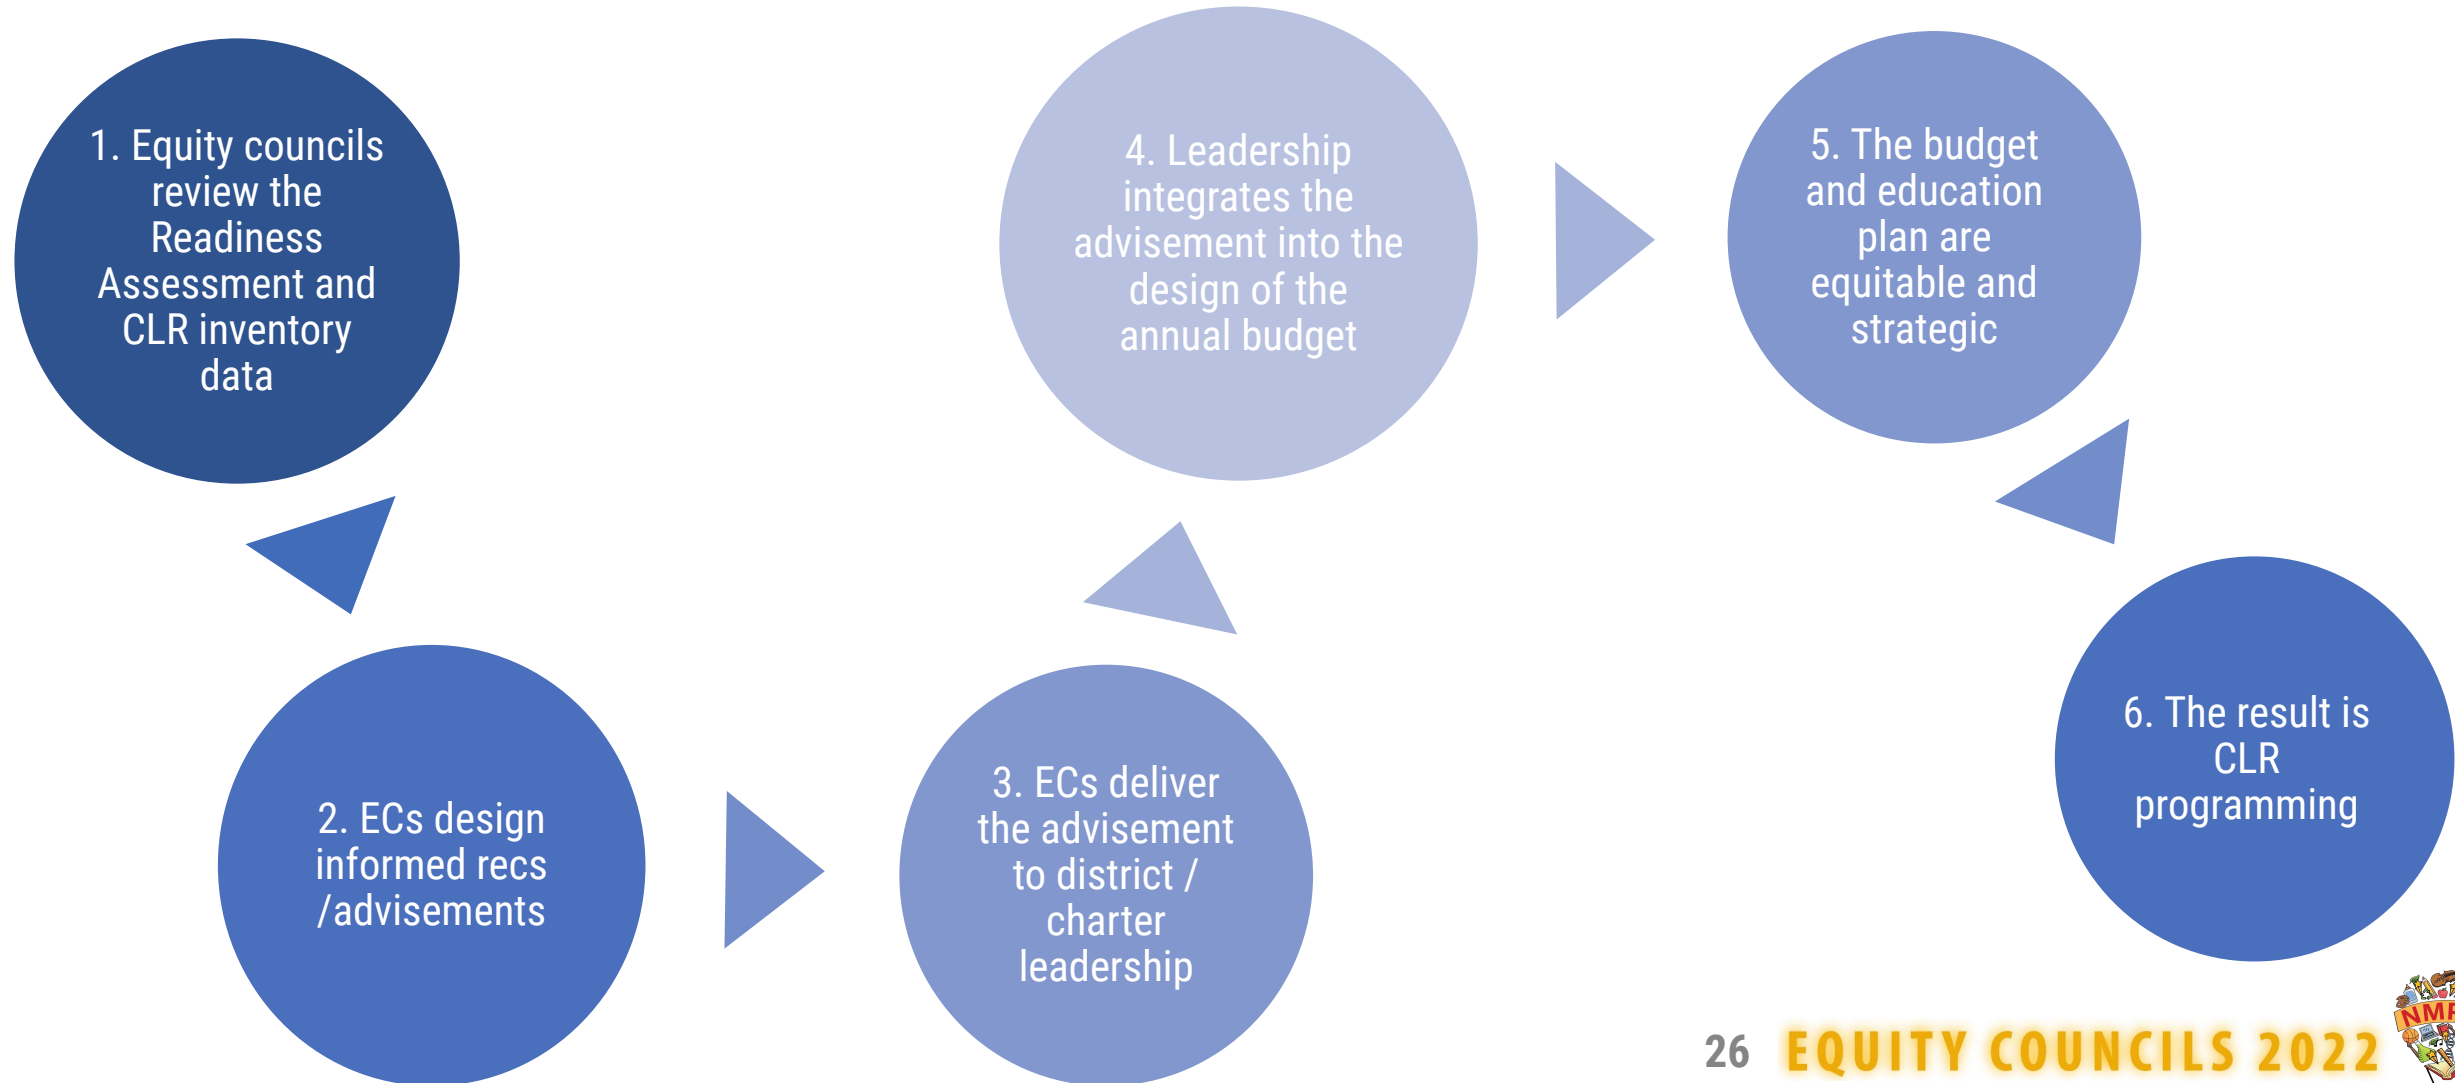 1. Equity councils
review the
Readiness
Assessment and
CLR inventory
data
2. ECs design
informed recs
/advisements
3. ECs deliver
the advisement
to district /
charter
leadership
4. Leadership
integrates the
advisement into the
design of the
annual budget
5. The budget
and education
plan are
equitable and
strategic
6. The result is
CLR
programming
26 EQUITY COUNCILS 2022